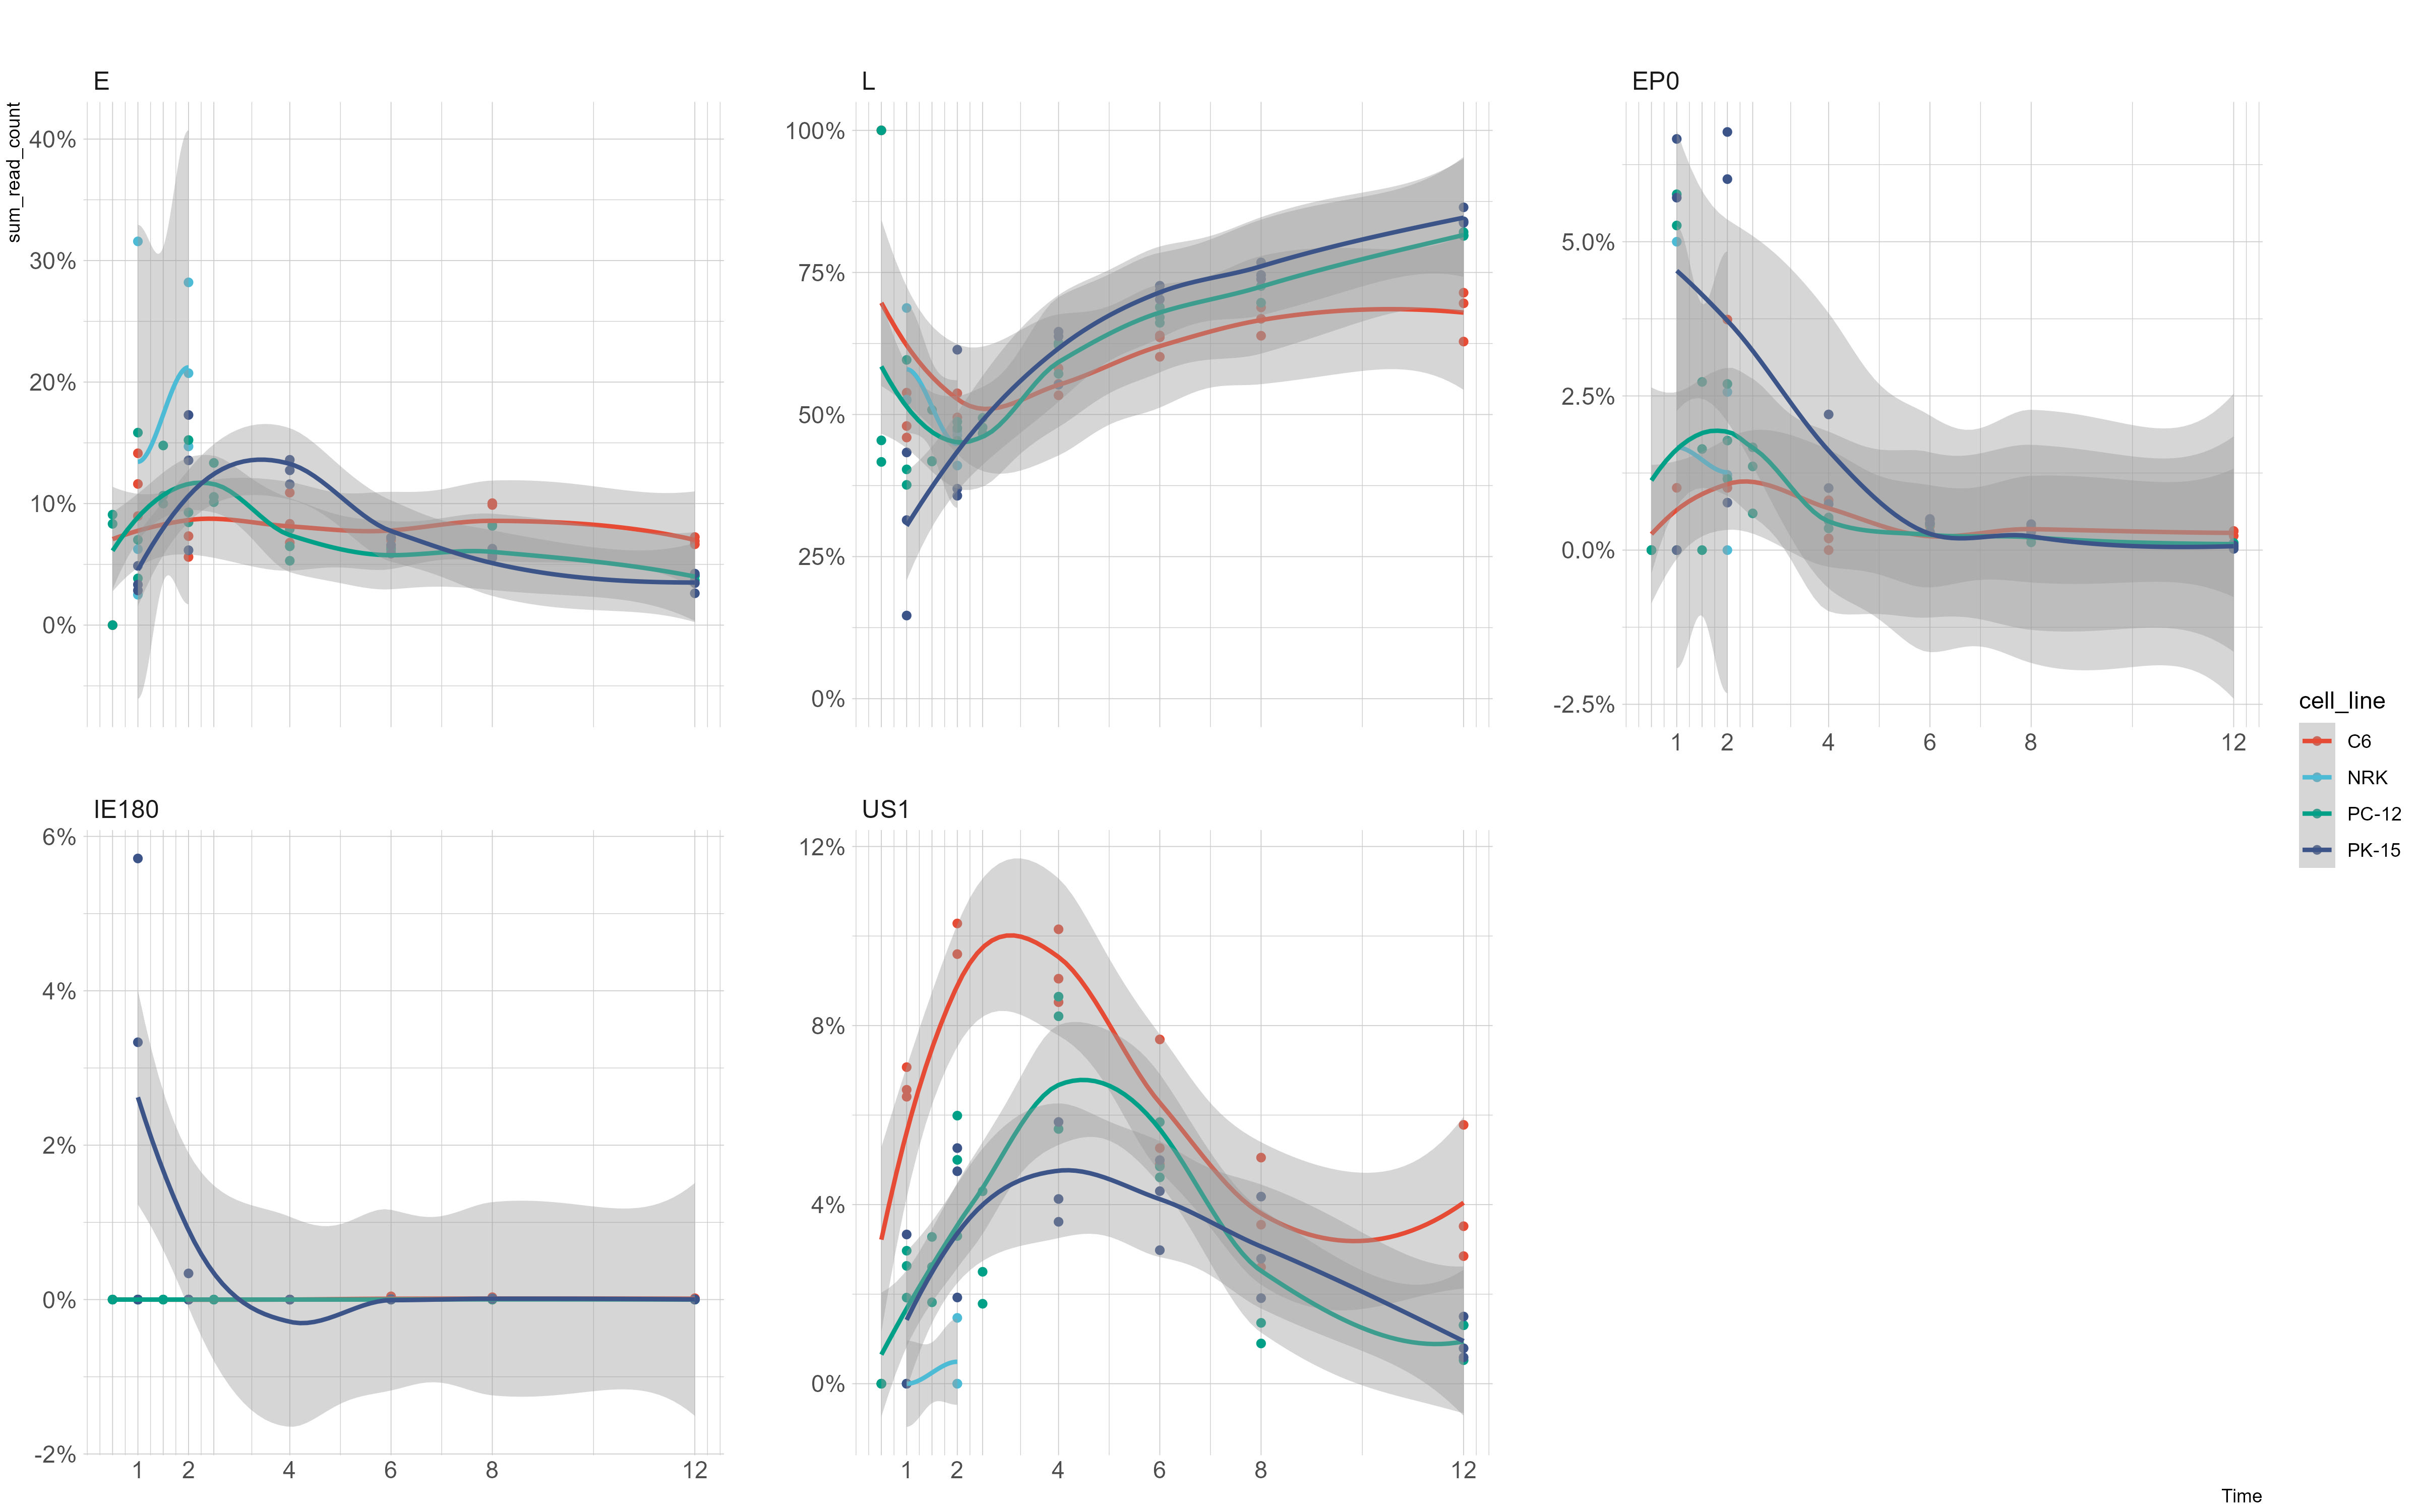 E
L
EP0
sum_read_count
40%
30%
20%
10%
0%
100%
75%
50%
25%
0%
5.0%
2.5%
0.0%
-2.5%
1 2 4 6 8 12
cell_line
C6
NRK
PC-12
PK-15
IE180
US1
6%
4%
2%
0%
-2%
12%
8%
4%
0%
1 2 4 6 8 12
1 2 4 6 8 12
Time